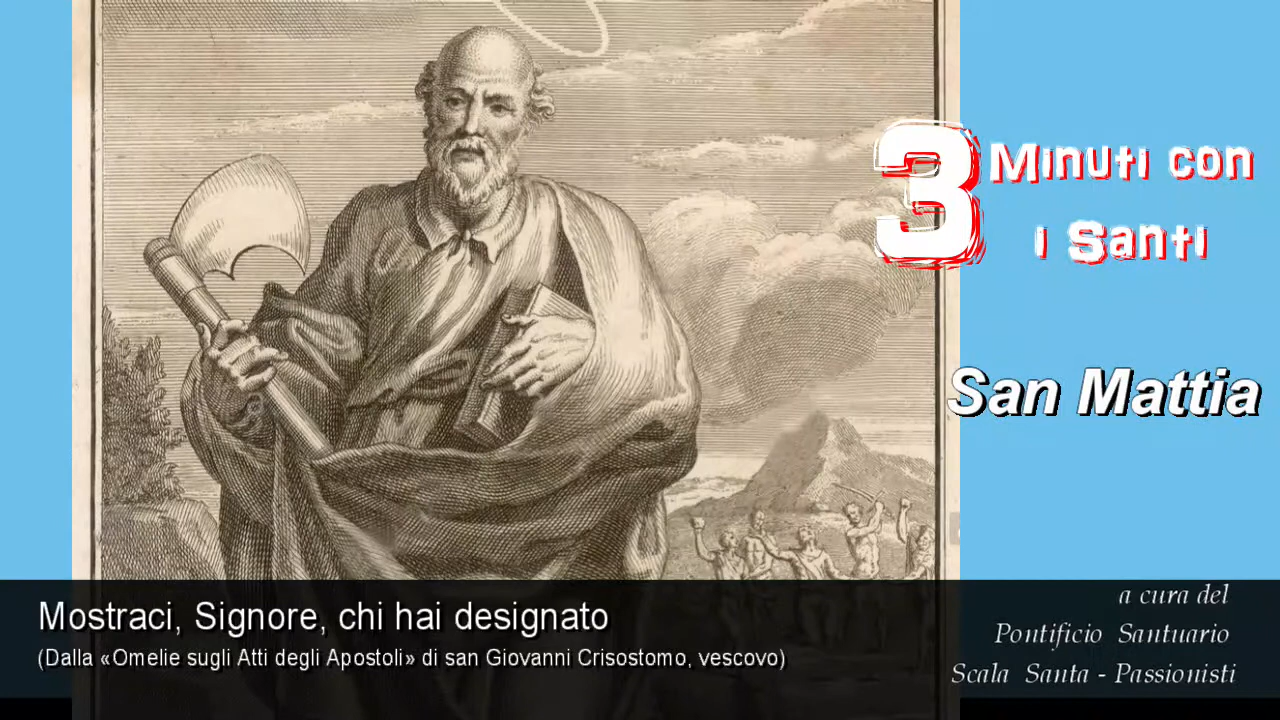 3 Minuti con
i Santi
San Mattia
Mostraci, Signore, chi hai designato
(Dalla «Omelie sugli Atti degli Apostoli» di san Giovanni Crisostomo, vescovo)
a cura del
Pontificio Santuario
Scala Santa - Passionisti